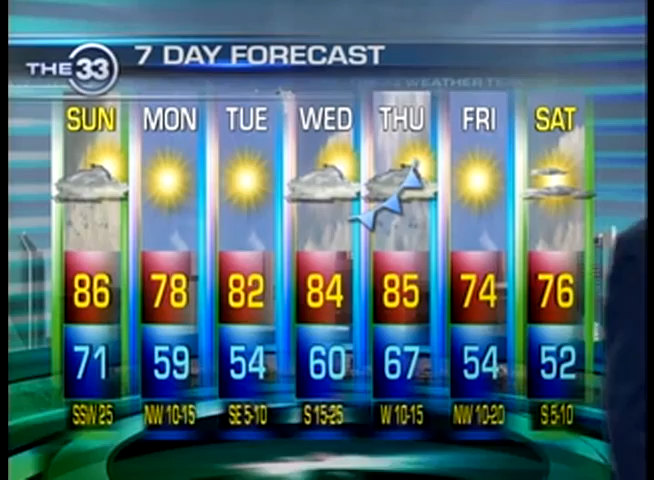 THE 33
7 DAY FORECAST
SUN MON TUE WED THU FRI SAT
86 78 82 84 85 74 76
71 59 54 60 67 54 52
SSW 25 NW 10-15 SE 5-10 S 15-25 W 10-15 NW 10-20 S 5-10